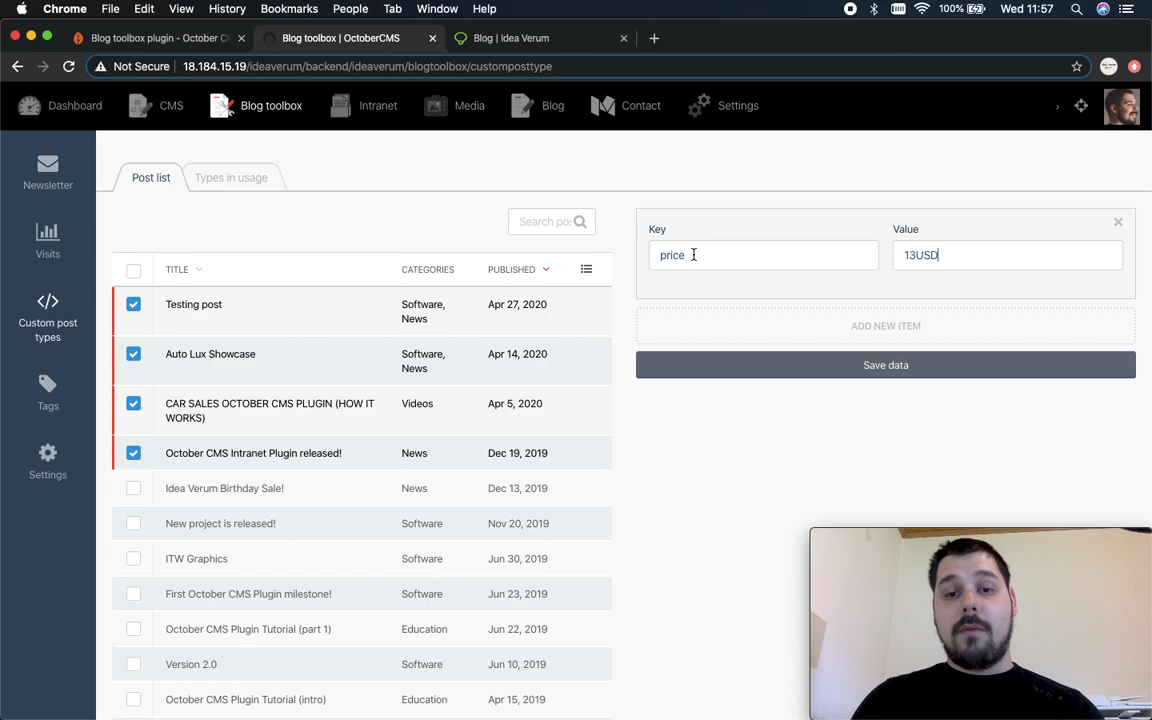 Chrome File Edit View History Bookmarks People Tab Window Help 100% Wed 11:57
Blog toolbox plugin - October C Blog toolbox | OctoberCMS Blog | Idea Verum
Not Secure 18.184.15.19/ideaverum/backend/ideaverum/blogtoolbox/customposttype
Dashboard CMS Blog toolbox Intranet Media Blog Contact Settings
Newsletter
Visits
Custom post
types
Tags
Settings
Post list Types in usage
Search po
TITLE CATEGORIES PUBLISHED
Testing post Software, Apr 27, 2020
News
Auto Lux Showcase Software, Apr 14, 2020
News
CAR SALES OCTOBER CMS PLUGIN (HOW IT Videos Apr 5, 2020
WORKS)
October CMS Intranet Plugin released! News Dec 19, 2019
Idea Verum Birthday Sale! News Dec 13, 2019
New project is released! Software Nov 20, 2019
ITW Graphics Software Jun 30, 2019
First October CMS Plugin milestone! Software Jun 23, 2019
October CMS Plugin Tutorial (part 1) Education Jun 22, 2019
Version 2.0 Software Jun 10, 2019
October CMS Plugin Tutorial (intro) Education Apr 15, 2019
Key Value
price 13USD
ADD NEW ITEM
Save data